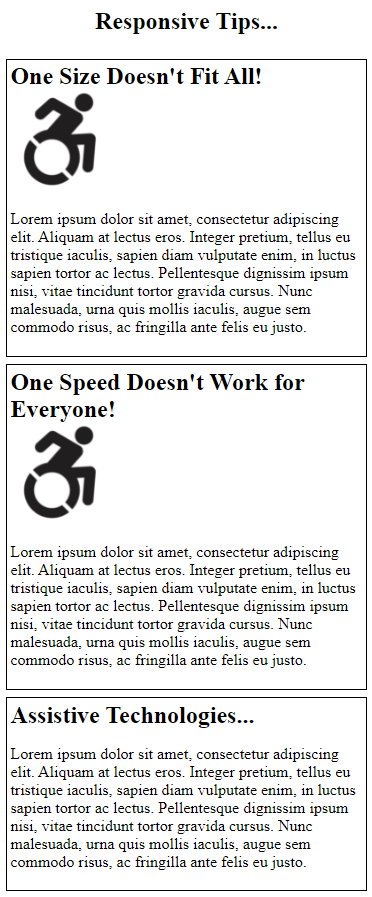 Responsive Tips...
One Size Doesn't Fit All!
Lorem ipsum dolor sit amet, consectetur adipiscing
elit. Aliquam at lectus eros. Integer pretium, tellus eu
tristique iaculis, sapien diam vulputate enim, in luctus
sapien tortor ac lectus. Pellentesque dignissim ipsum
nisi, vitae tincidunt tortor gravida cursus. Nunc
malesuada, urna quis mollis iaculis, augue sem
commodo risus, ac fringilla ante felis eu justo.
One Speed Doesn't Work for
Everyone!
Lorem ipsum dolor sit amet, consectetur adipiscing
elit. Aliquam at lectus eros. Integer pretium, tellus eu
tristique iaculis, sapien diam vulputate enim, in luctus
sapien tortor ac lectus. Pellentesque dignissim ipsum
nisi, vitae tincidunt tortor gravida cursus. Nunc
malesuada, urna quis mollis iaculis, augue sem
commodo risus, ac fringilla ante felis eu justo.
Assistive Technologies...
Lorem ipsum dolor sit amet, consectetur adipiscing
elit. Aliquam at lectus eros. Integer pretium, tellus eu
tristique iaculis, sapien diam vulputate enim, in luctus
sapien tortor ac lectus. Pellentesque dignissim ipsum
nisi, vitae tincidunt tortor gravida cursus. Nunc
malesuada, urna quis mollis iaculis, augue sem
commodo risus, ac fringilla ante felis eu justo.